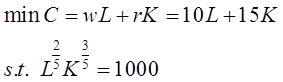 min C = wL + rK = 10L + 15K
s.t. L^{2/5} K^{3/5} = 1000